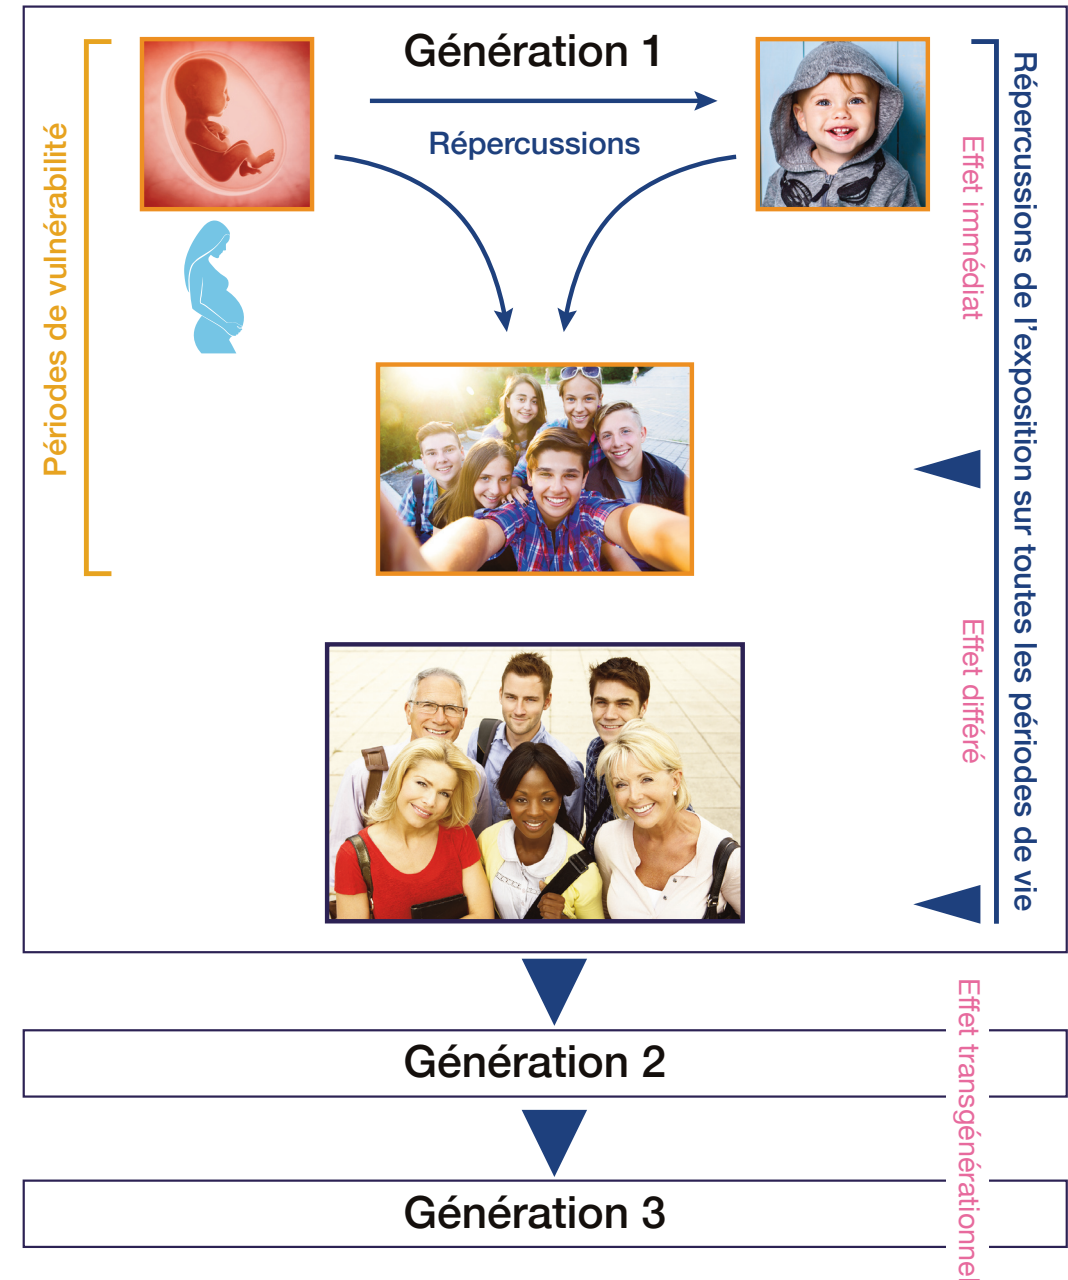 Génération 1
Répercussions
Périodes de vulnérabilité
Effet immédiat
Répercussions de l'exposition sur toutes les périodes de vie
Effet différé
Effet transgénérationnel
Génération 2
Génération 3